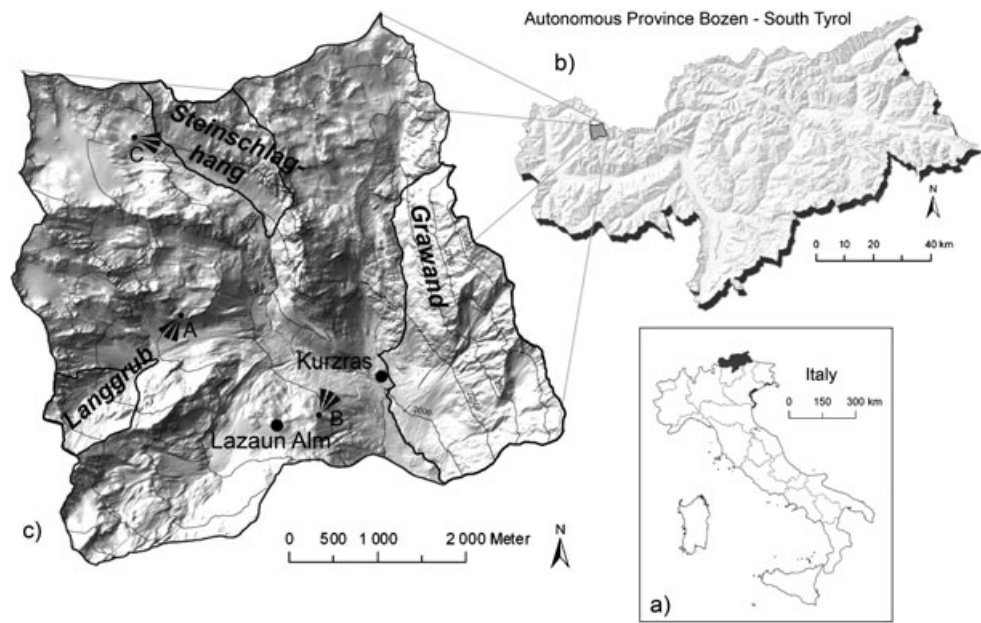 Autonomous Province Bozen - South Tyrol
b)
N
0 10 20 40 km
Steinschlag-
hang
C
Grawand
A
Langgrub
Kurzras
B
Lazaun Alm
c)
0 500 1 000 2 000 Meter
N
Italy
0 150 300 km
a)